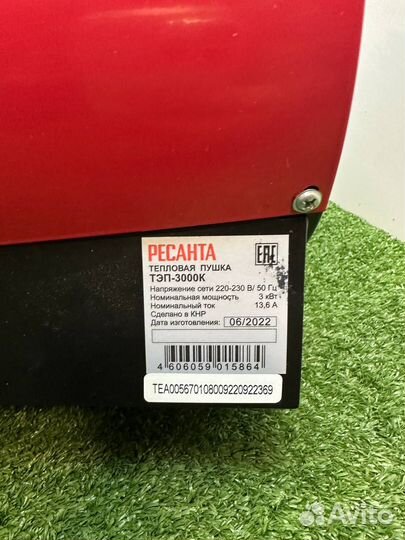 РЕСАНТА
EAC
ТЕПЛОВАЯ ПУШКА
ТЭП-3000К
Напряжение сети 220-230 В/ 50 Гц
Номинальная мощность 3 кВт
Номинальный ток 13,6 А
Сделано в КНР
Дата изготовления: 06/2022
4 606059 015864
TEA005670108009220922369
Avito